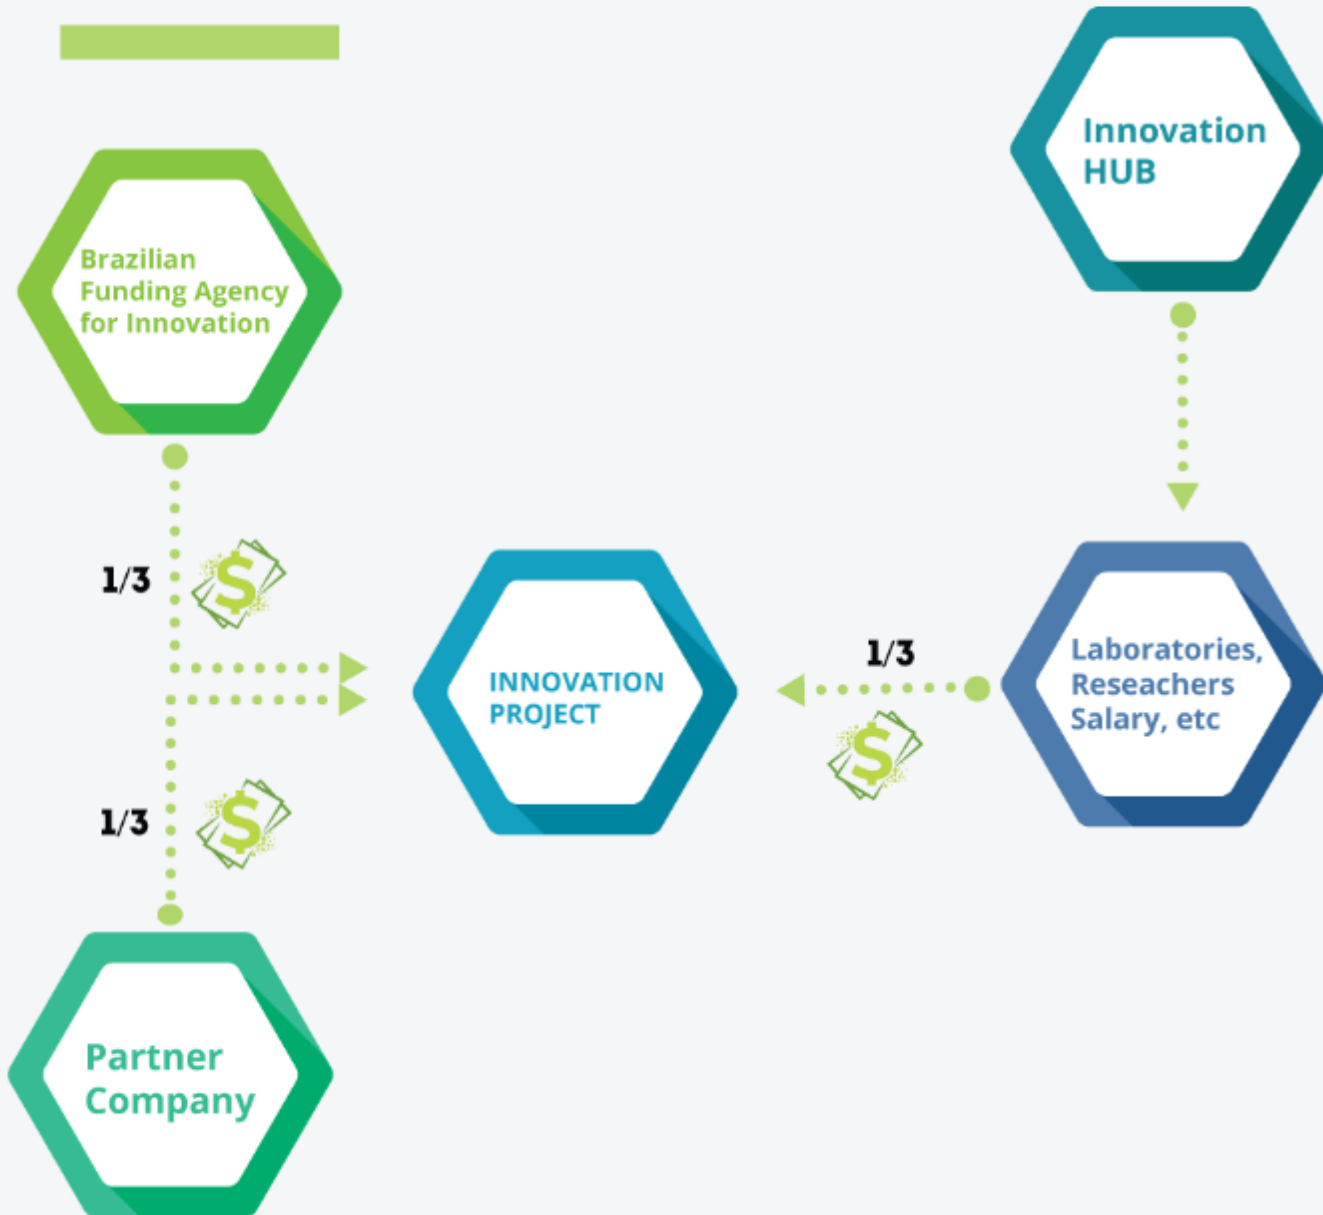 Innovation
HUB
Brazilian
Funding Agency
for Innovation
1/3
$
INNOVATION
PROJECT
1/3
$
Laboratories,
Reseachers
Salary, etc
1/3
$
Partner
Company